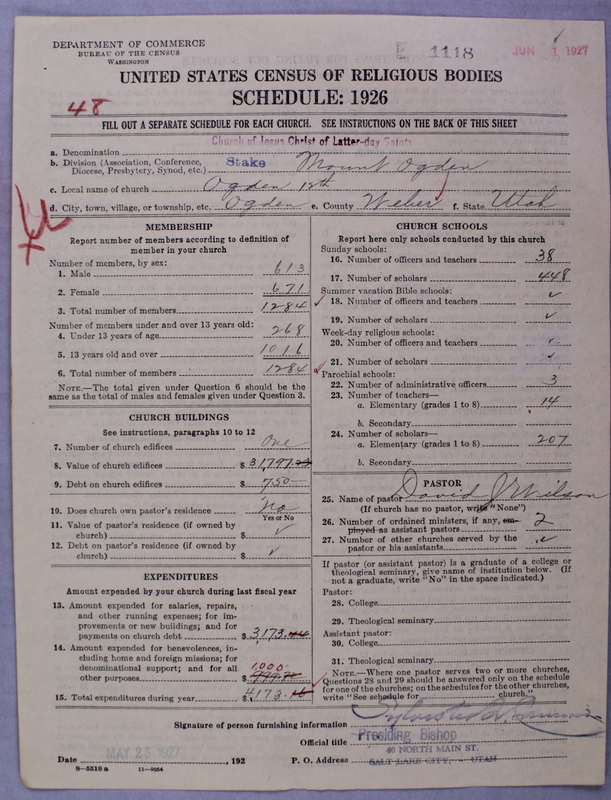 DEPARTMENT OF COMMERCE
BUREAU OF THE CENSUS
WASHINGTON
E 1118
JUN 1 1927
UNITED STATES CENSUS OF RELIGIOUS BODIES
SCHEDULE: 1926
48
FILL OUT A SEPARATE SCHEDULE FOR EACH CHURCH. SEE INSTRUCTIONS ON THE BACK OF THIS SHEET
a. Denomination Church of Jesus Christ of Latter-day Saints
b. Division (Association, Conference, Diocese, Presbytery, Synod, etc.) Stake Mount Ogden
c. Local name of church Ogden 12th
d. City, town, village, or township, etc. Ogden e. County Weber f. State Utah
MEMBERSHIP
Report number of members according to definition of
member in your church
Number of members, by sex:
1. Male 613
2. Female 671
3. Total number of members 1284
Number of members under and over 13 years old:
4. Under 13 years of age 268
5. 13 years old and over 1016
6. Total number of members 1284
NOTE.—The total given under Question 6 should be
same as the total of males and females given under Question 3.
CHURCH BUILDINGS
See instructions, paragraphs 10 to 12
7. Number of church edifices One
8. Value of church edifices $ 31,797
9. Debt on church edifices $ 750—
10. Does church own pastor's residence No
Yes or No
11. Value of pastor's residence (if owned by
church) $ ✓
12. Debt on pastor's residence (if owned by
church) $ ✓
EXPENDITURES
Amount expended by your church during last fiscal year
13. Amount expended for salaries, repairs,
and other running expenses; for im-
provements or new buildings; and for
payments on church debt $ 3,173.
14. Amount expended for benevolences, in-
cluding home and foreign missions; for
denominational support; and for all 1,000
other purposes $
15. Total expenditures during year $ 4173.
CHURCH SCHOOLS
Report here only schools conducted by this church
Sunday schools:
16. Number of officers and teachers 38
17. Number of scholars 448
Summer vacation Bible schools:
18. Number of officers and teachers ✓
19. Number of scholars ✓
Week-day religious schools:
20. Number of officers and teachers
21. Number of scholars
Parochial schools:
22. Number of administrative officers 3
23. Number of teachers—
a. Elementary (grades 1 to 8) 14
b. Secondary
24. Number of scholars—
a. Elementary (grades 1 to 8) 207
b. Secondary
PASTOR
25. Name of pastor David J. Wilson
(If church has no pastor, write "None")
26. Number of ordained ministers, if any, em-
ployed as assistant pastors 2
27. Number of other churches served by the
pastor or his assistants ✓
If pastor (or assistant pastor) is a graduate of a college or
theological seminary, give name of institution below. (If
not a graduate, write "No" in the space indicated.)
Pastor:
28. College
29. Theological seminary
Assistant pastor:
30. College
31. Theological seminary
NOTE.—Where one pastor serves two or more churches,
Questions 28 and 29 should be answered only on the schedule
for one of the churches; on the schedules for the other churches,
write "See schedule for church."
Signature of person furnishing information
Official title Presiding Bishop
Date MAY 25 1927, 192 P. O. Address 40 NORTH MAIN ST.
SALT LAKE CITY, - UTAH
8—5518a 11—9054